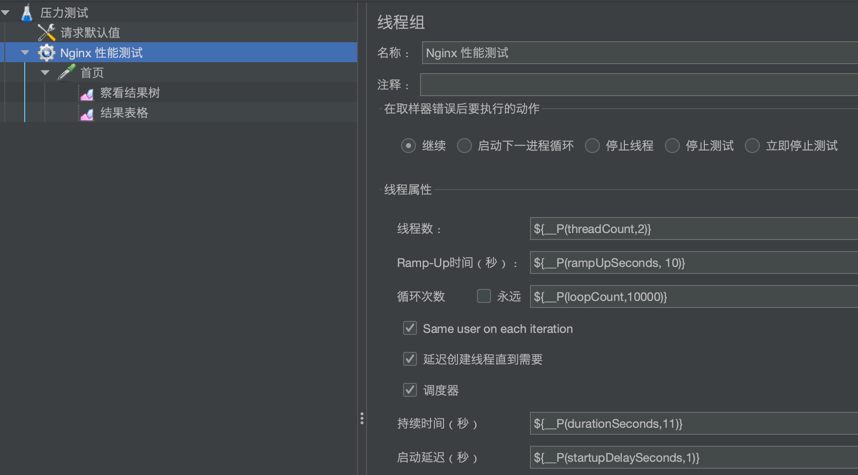 压力测试
请求默认值
Nginx 性能测试
首页
察看结果树
结果表格
线程组
名称： Nginx 性能测试
注释：
在取样器错误后要执行的动作
继续 启动下一进程循环 停止线程 停止测试 立即停止测试
线程属性
线程数： ${__P(threadCount,2)}
Ramp-Up时间（秒）： ${__P(rampUpSeconds, 10)}
循环次数 永远 ${__P(loopCount,10000)}
Same user on each iteration
延迟创建线程直到需要
调度器
持续时间（秒） ${__P(durationSeconds,11)}
启动延迟（秒） ${__P(startupDelaySeconds,1)}